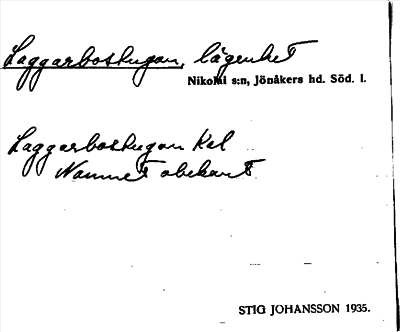 Laggarbostugan, lägenhet
Nikolai s:n, Jönåkers hd. Söd. l.
Laggarbostugan Kal
Namnet obekant
STIG JOHANSSON 1935.